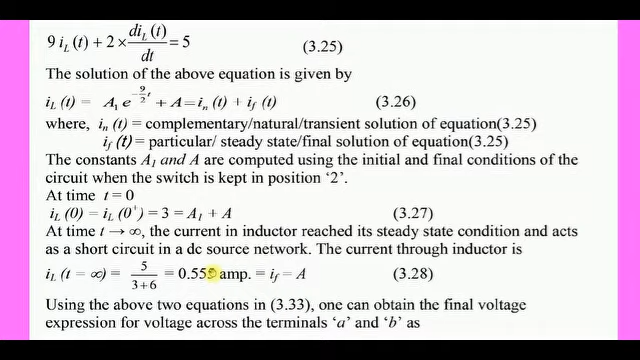 9 i_L(t) + 2 × di_L(t)/dt = 5 (3.25)
The solution of the above equation is given by
i_L(t) = A_1 e^{-9/2 t} + A = i_n(t) + i_f(t) (3.26)
where, i_n(t) = complementary/natural/transient solution of equation(3.25)
i_f(t) = particular/ steady state/final solution of equation(3.25)
The constants A_1 and A are computed using the initial and final conditions of the
circuit when the switch is kept in position ‘2’.
At time t = 0
i_L(0) = i_L(0^+) = 3 = A_1 + A (3.27)
At time t → ∞, the current in inductor reached its steady state condition and acts
as a short circuit in a dc source network. The current through inductor is
i_L(t = ∞) = 5/(3+6) = 0.555 amp. = i_f = A (3.28)
Using the above two equations in (3.33), one can obtain the final voltage
expression for voltage across the terminals ‘a’ and ‘b’ as